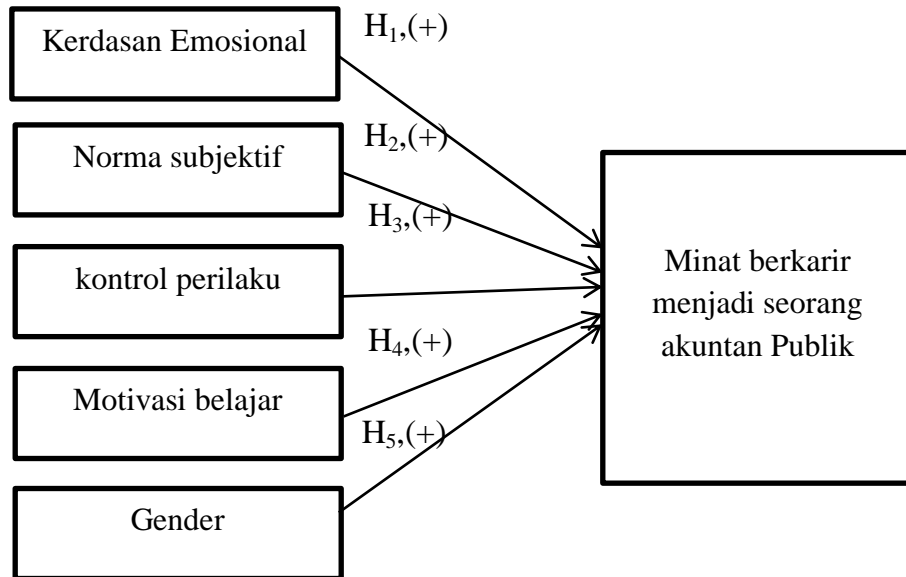 Kerdasan Emosional
H₁,(+)
Norma subjektif
H₂,(+)
H₃,(+)
kontrol perilaku
H₄,(+)
Motivasi belajar
H₅,(+)
Gender
Minat berkarir
menjadi seorang
akuntan Publik